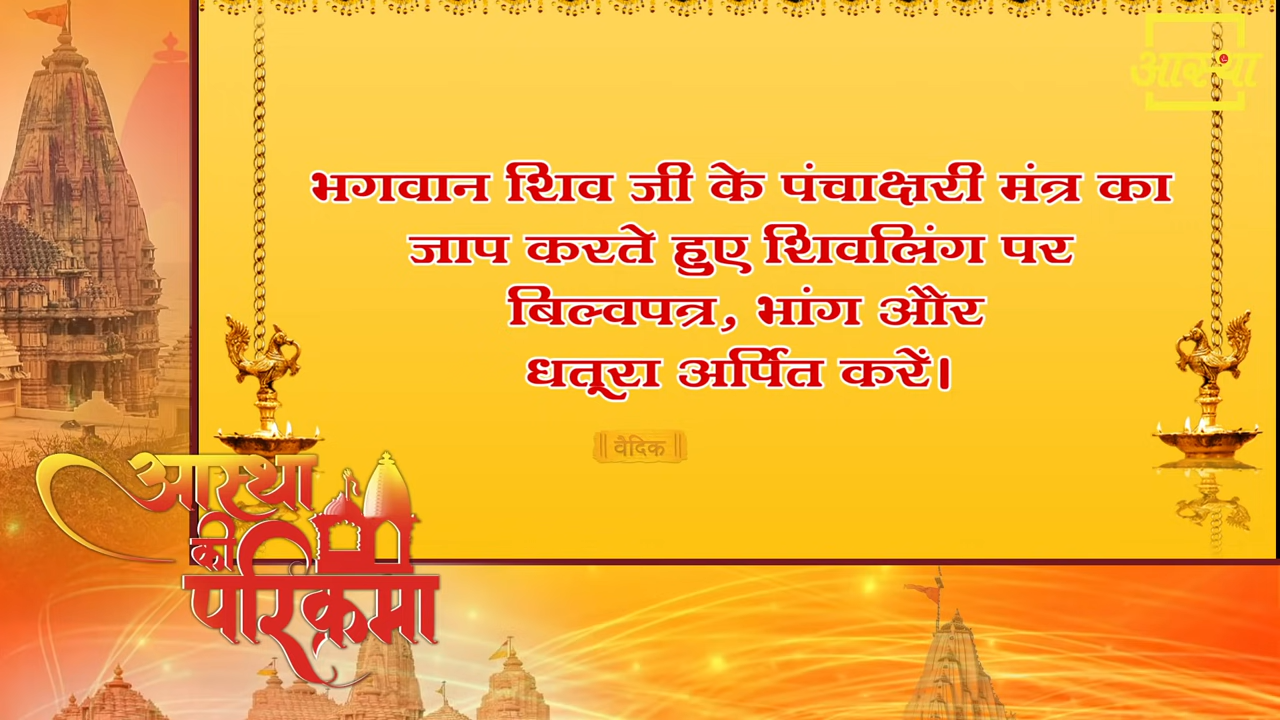 आस्था
भगवान शिव जी के पंचाक्षरी मंत्र का
जाप करते हुए शिवलिंग पर
बिल्वपत्र, भांग और
धतूरा अर्पित करें।
॥ वैदिक ॥
आस्था
की
परिक्रमा